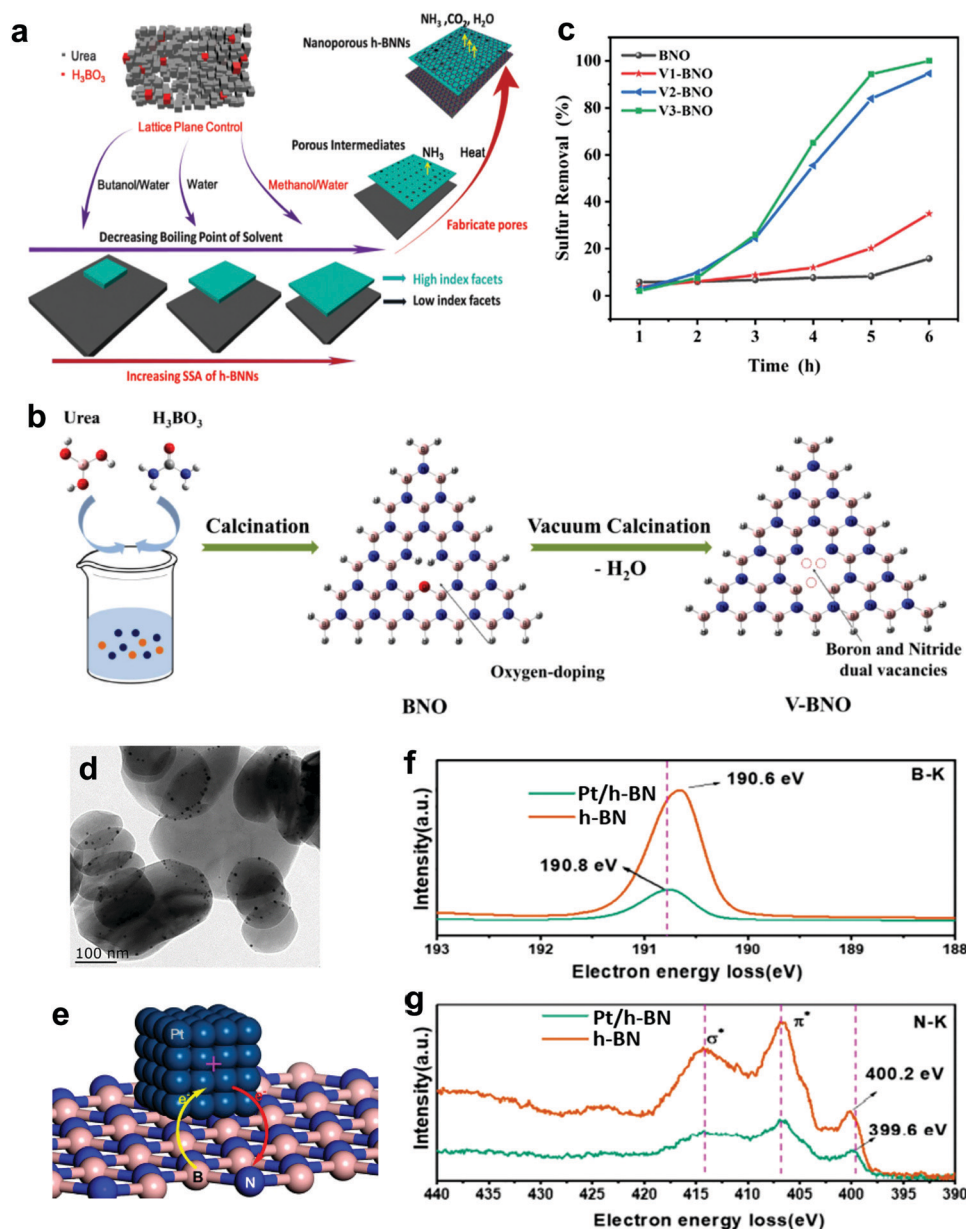 a
Urea
H₃BO₃
Lattice Plane Control
Butanol/Water
Water
Methanol/Water
Decreasing Boiling Point of Solvent
High index facets
Low index facets
Increasing SSA of h-BNNs
NH₃ ,CO₂, H₂O
Nanoporous h-BNNs
Porous Intermediates
NH₃
Heat
Fabricate pores
c
Sulfur Removal (%)
BNO
V1-BNO
V2-BNO
V3-BNO
100
80
60
40
20
0
1 2 3 4 5 6
Time (h)
b
Urea
H₃BO₃
Calcination
Oxygen-doping
BNO
Vacuum Calcination
- H₂O
Boron and Nitride
dual vacancies
V-BNO
d
100 nm
e
Pt
+
e⁻
e⁻
B
N
f
Intensity(a.u.)
Pt/h-BN
h-BN
190.6 eV
190.8 eV
B-K
193 192 191 190 189 188
Electron energy loss(eV)
g
Intensity(a.u.)
Pt/h-BN
h-BN
σ*
π*
N-K
400.2 eV
399.6 eV
440 435 430 425 420 415 410 405 400 395 390
Electron energy loss(eV)